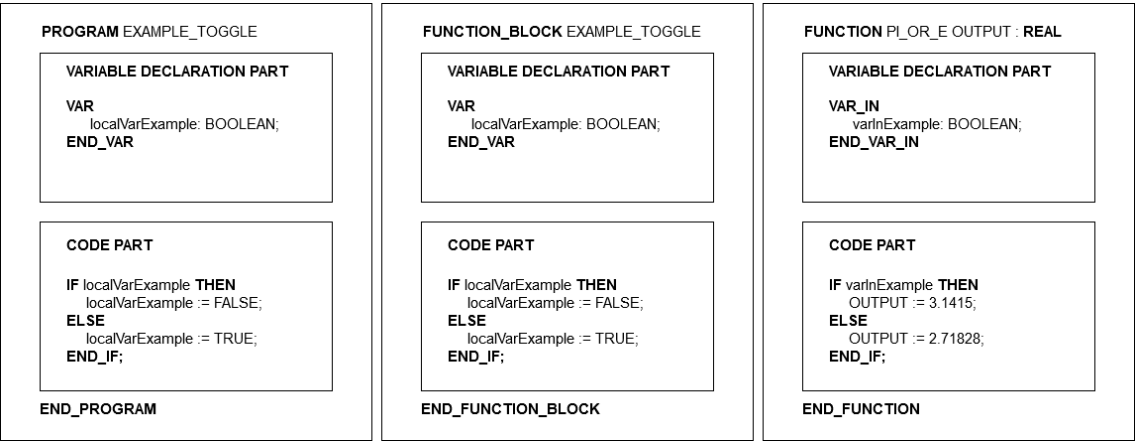 PROGRAM EXAMPLE_TOGGLE
VARIABLE DECLARATION PART
VAR
localVarExample: BOOLEAN;
END_VAR
CODE PART
IF localVarExample THEN
localVarExample := FALSE;
ELSE
localVarExample := TRUE;
END_IF;
END_PROGRAM
FUNCTION_BLOCK EXAMPLE_TOGGLE
VARIABLE DECLARATION PART
VAR
localVarExample: BOOLEAN;
END_VAR
CODE PART
IF localVarExample THEN
localVarExample := FALSE;
ELSE
localVarExample := TRUE;
END_IF;
END_FUNCTION_BLOCK
FUNCTION PI_OR_E OUTPUT : REAL
VARIABLE DECLARATION PART
VAR_IN
varInExample: BOOLEAN;
END_VAR_IN
CODE PART
IF varInExample THEN
OUTPUT := 3.1415;
ELSE
OUTPUT := 2.71828;
END_IF;
END_FUNCTION